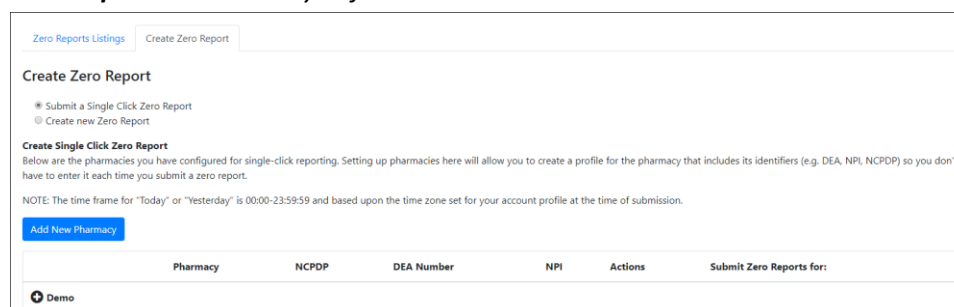 Zero Reports Listings Create Zero Report
Create Zero Report
Submit a Single Click Zero Report
Create new Zero Report
Create Single Click Zero Report
Below are the pharmacies you have configured for single-click reporting. Setting up pharmacies here will allow you to create a profile for the pharmacy that includes its identifiers (e.g. DEA, NPI, NCPDP) so you don'
have to enter it each time you submit a zero report.
NOTE: The time frame for "Today" or "Yesterday" is 00:00-23:59:59 and based upon the time zone set for your account profile at the time of submission.
Add New Pharmacy
Pharmacy NCPDP DEA Number NPI Actions Submit Zero Reports for:
Demo